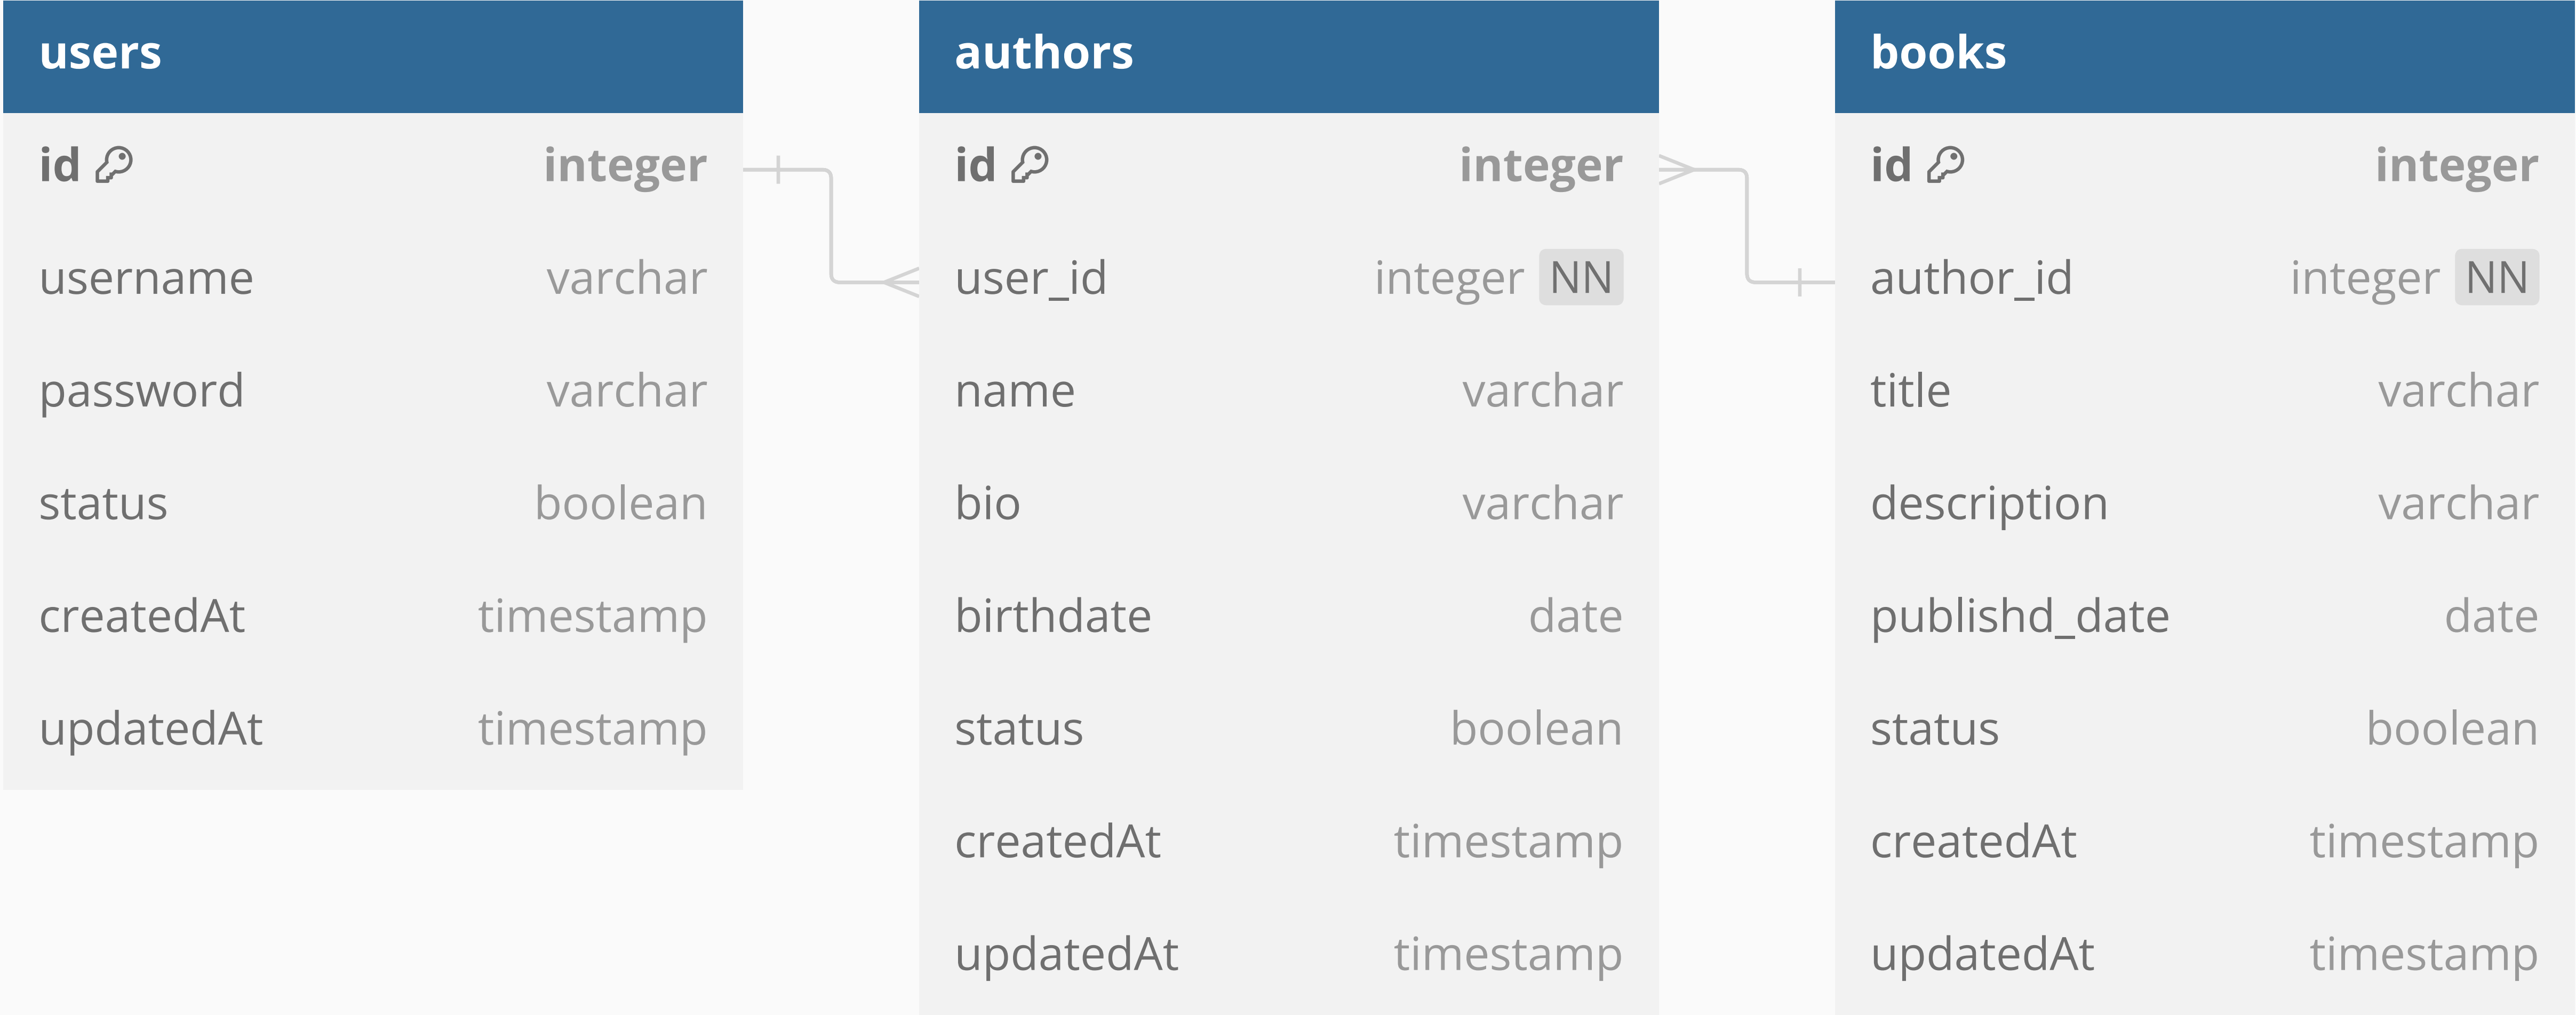 users
id integer
username varchar
password varchar
status boolean
createdAt timestamp
updatedAt timestamp
authors
id integer
user_id integer NN
name varchar
bio varchar
birthdate date
status boolean
createdAt timestamp
updatedAt timestamp
books
id integer
author_id integer NN
title varchar
description varchar
publishd_date date
status boolean
createdAt timestamp
updatedAt timestamp